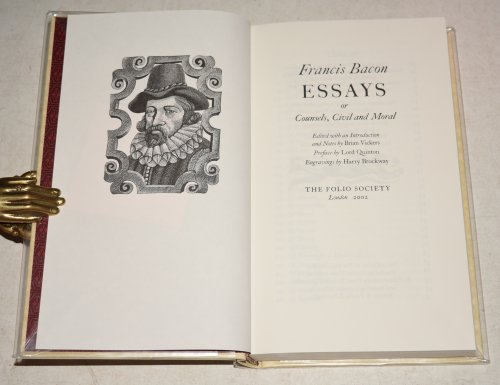 Francis Bacon
ESSAYS
or
Counsels, Civil and Moral
Edited with an Introduction
and Notes by Brian Vickers
Preface by Lord Quinton
Engravings by Harry Brockway
THE FOLIO SOCIETY
London 2002